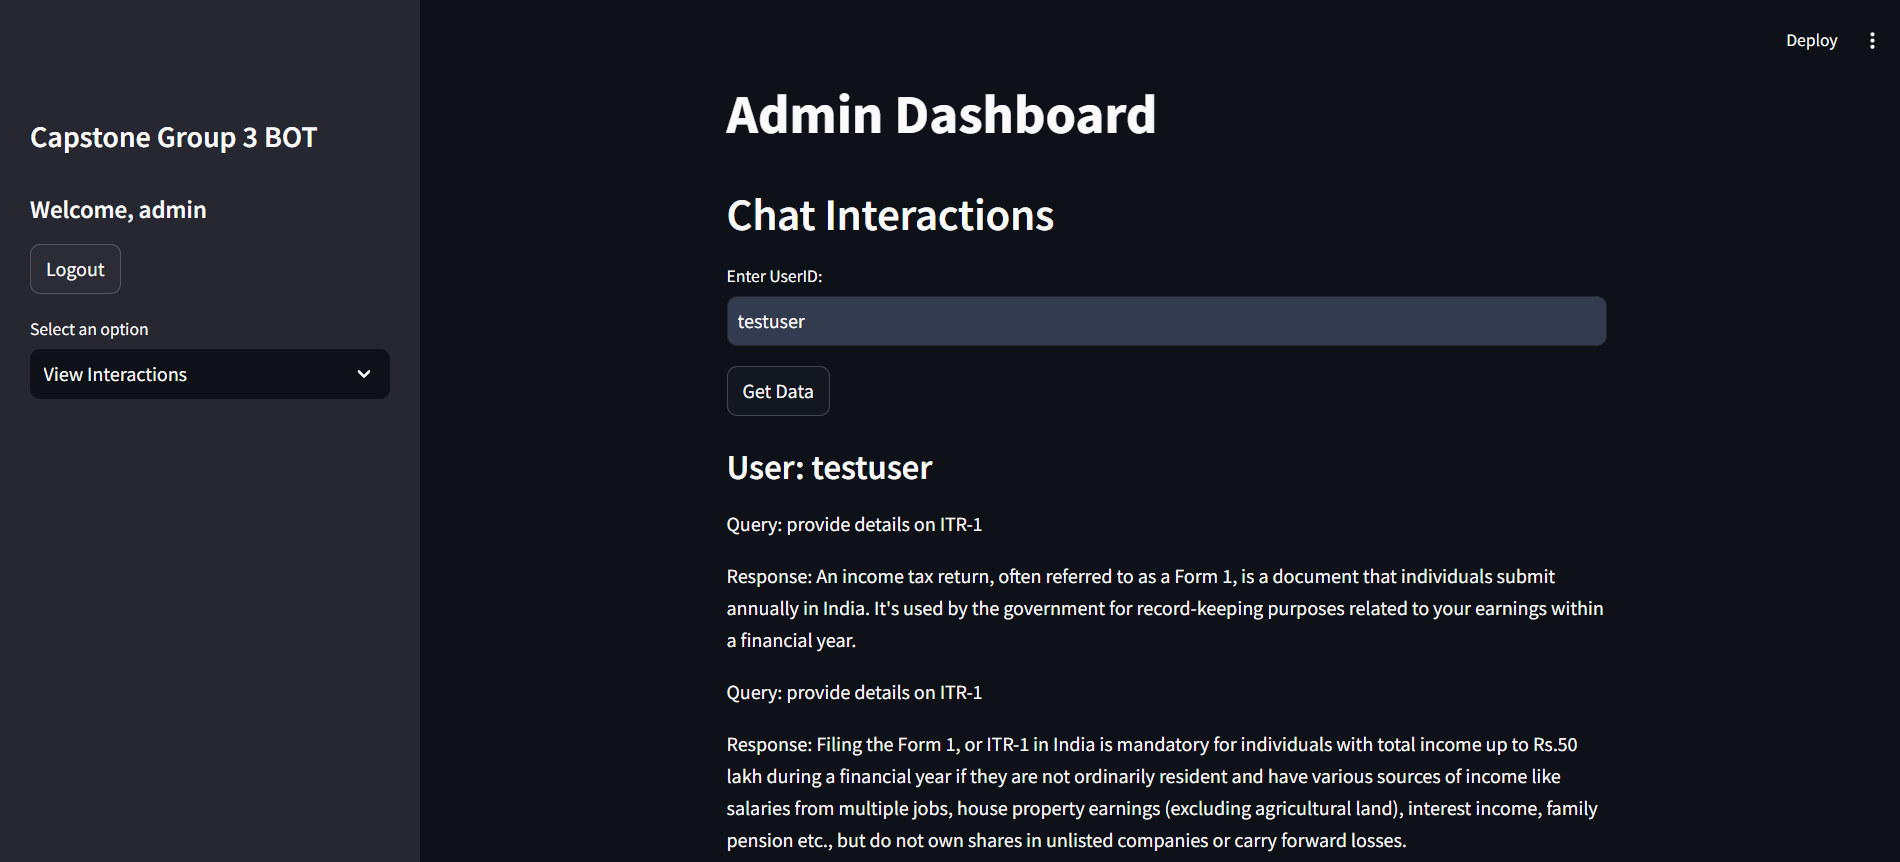 Deploy
Capstone Group 3 BOT
Welcome, admin
Logout
Select an option
View Interactions
Admin Dashboard
Chat Interactions
Enter UserID:
testuser
Get Data
User: testuser
Query: provide details on ITR-1
Response: An income tax return, often referred to as a Form 1, is a document that individuals submit
annually in India. It's used by the government for record-keeping purposes related to your earnings within
a financial year.
Query: provide details on ITR-1
Response: Filing the Form 1, or ITR-1 in India is mandatory for individuals with total income up to Rs.50
lakh during a financial year if they are not ordinarily resident and have various sources of income like
salaries from multiple jobs, house property earnings (excluding agricultural land), interest income, family
pension etc., but do not own shares in unlisted companies or carry forward losses.